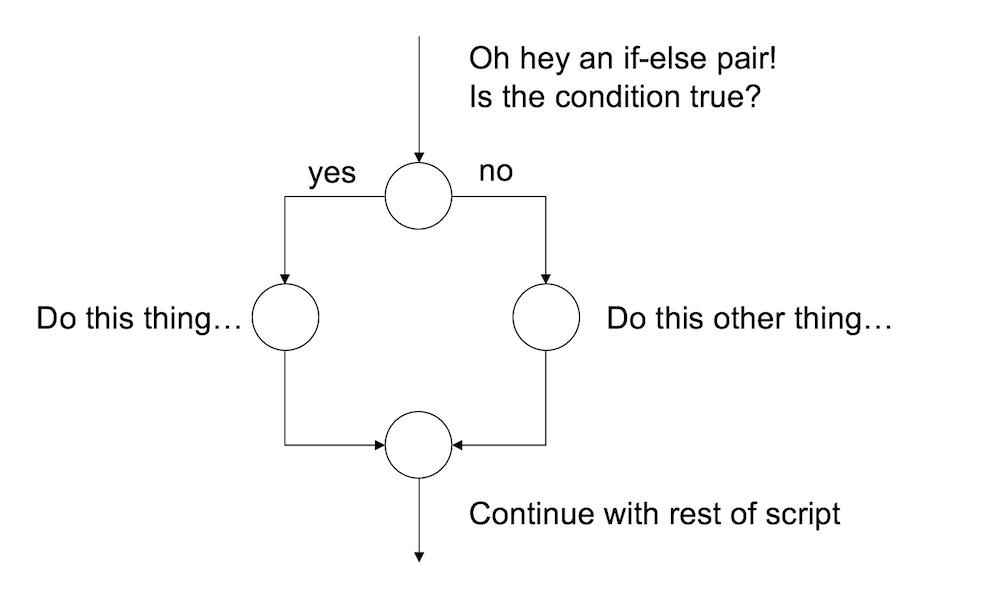 Oh hey an if-else pair!
Is the condition true?
yes
no
Do this thing…
Do this other thing…
Continue with rest of script